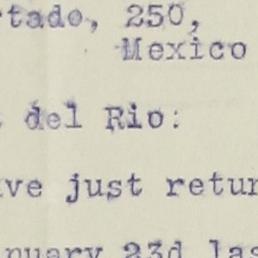 rtado, 250,
Mexico
del Rio:
ve just retur
nuary 23d las